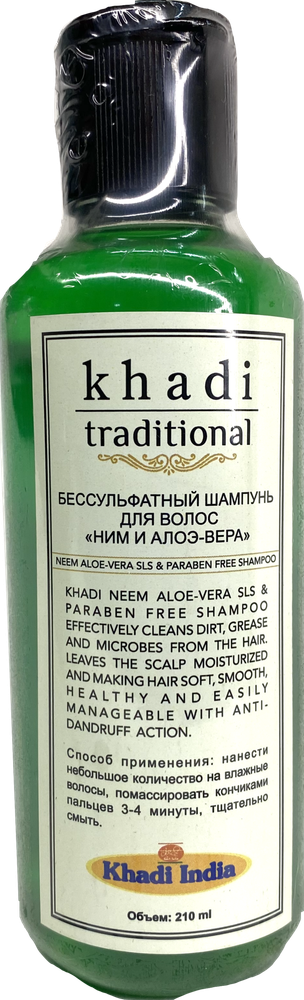 khadi
traditional
БЕССУЛЬФАТНЫЙ ШАМПУНЬ
ДЛЯ ВОЛОС
«НИМ И АЛОЭ-ВЕРА»
NEEM ALOE-VERA SLS & PARABEN FREE SHAMPOO
KHADI NEEM ALOE-VERA SLS &
PARABEN FREE SHAMPOO
EFFECTIVELY CLEANS DIRT, GREASE
AND MICROBES FROM THE HAIR.
LEAVES THE SCALP MOISTURIZED
AND MAKING HAIR SOFT, SMOOTH,
HEALTHY AND EASILY
MANAGEABLE WITH ANTI-
DANDRUFF ACTION.
Способ применения: нанести
небольшое количество на влажные
волосы, помассировать кончиками
пальцев 3-4 минуты, тщательно
смыть.
Khadi India
Объем: 210 ml